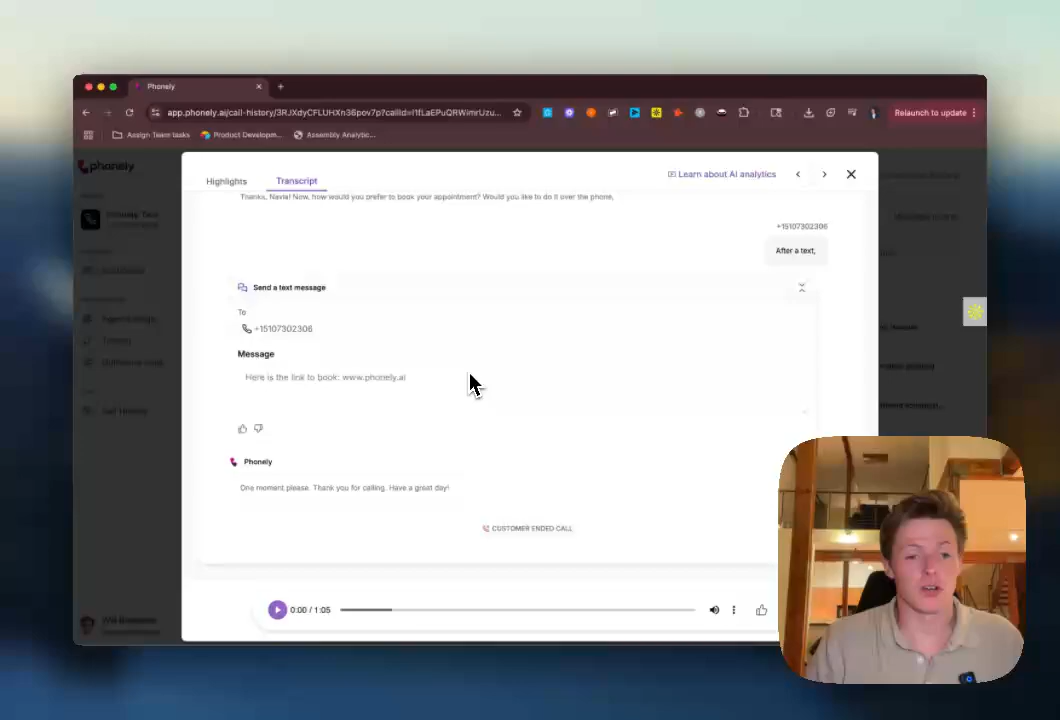 Phonely
app.phonely.ai/call-history/
Relaunch to update
Assign Team tasks
Product Developm...
Assembly Analytic...
phonely
Highlights
Transcript
Learn about AI analytics
Thanks, Navia! Now, how would you prefer to book your appointment? Would you like to do it over the phone,
+15107302306
After a text,
Send a text message
To
+15107302306
Message
Here is the link to book: www.phonely.ai
Phonely
One moment please. Thank you for calling. Have a great day!
CUSTOMER ENDED CALL
0:00 / 1:05